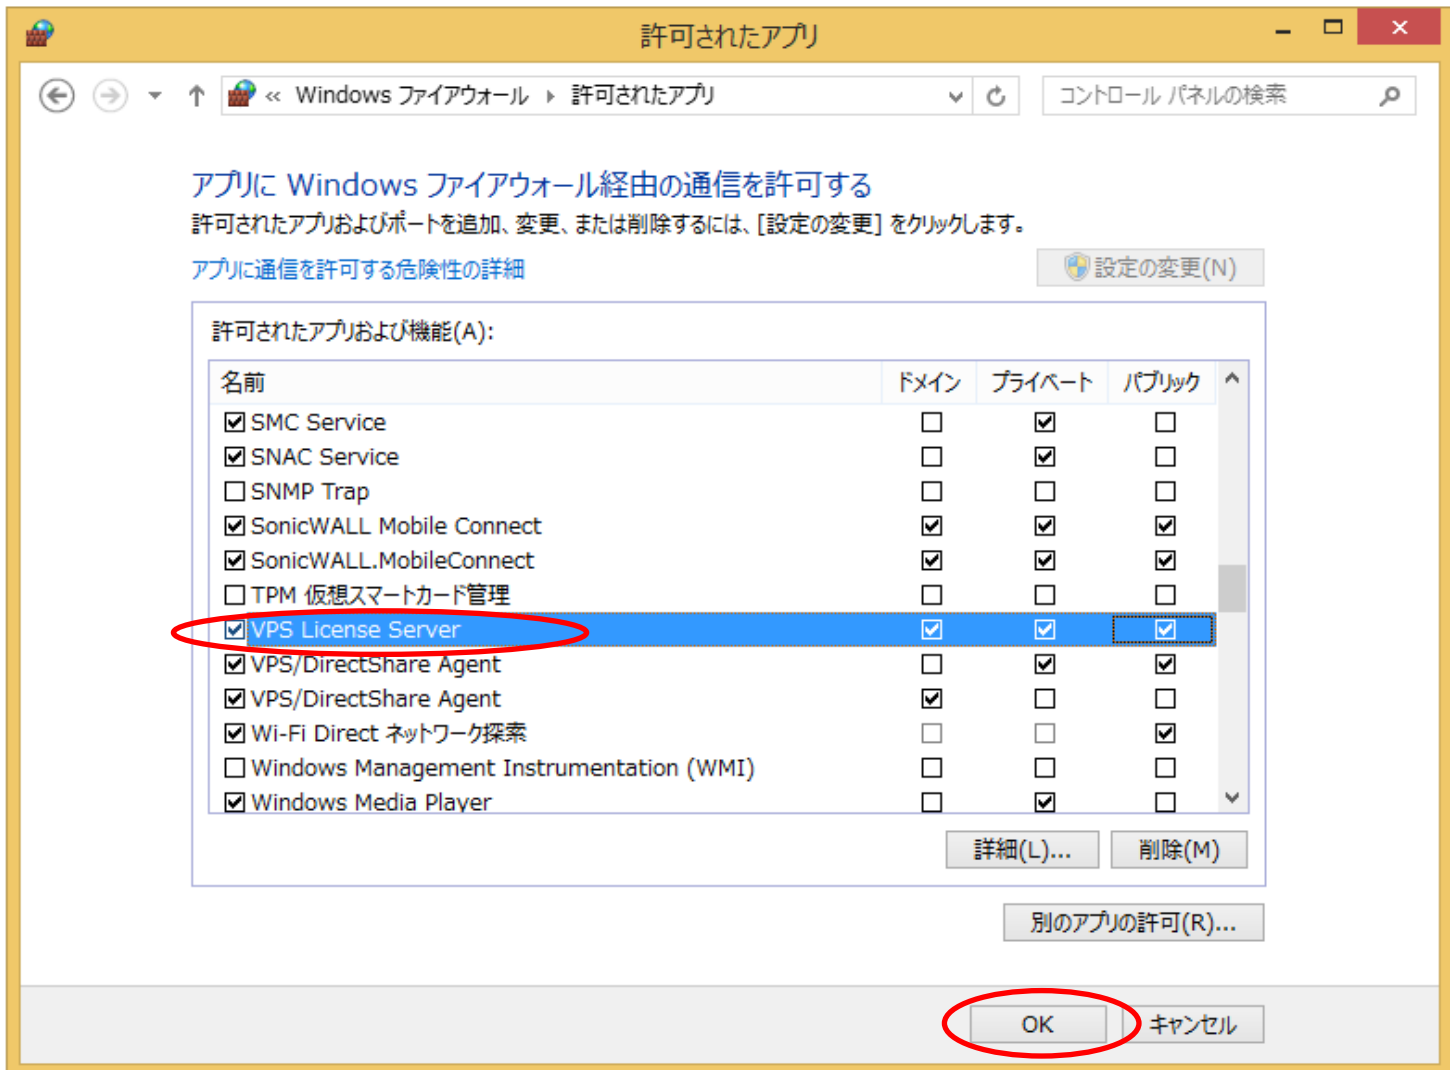 許可されたアプリ
« Windows ファイアウォール 許可されたアプリ
コントロール パネルの検索
アプリに Windows ファイアウォール経由の通信を許可する
許可されたアプリおよびポートを追加、変更、または削除するには、[設定の変更] をクリックします。
アプリに通信を許可する危険性の詳細
設定の変更(N)
許可されたアプリおよび機能(A):
名前 ドメイン プライベート パブリック
SMC Service
SNAC Service
SNMP Trap
SonicWALL Mobile Connect
SonicWALL.MobileConnect
TPM 仮想スマートカード管理
VPS License Server
VPS/DirectShare Agent
VPS/DirectShare Agent
Wi-Fi Direct ネットワーク探索
Windows Management Instrumentation (WMI)
Windows Media Player
詳細(L)... 削除(M)
別のアプリの許可(R)...
OK キャンセル